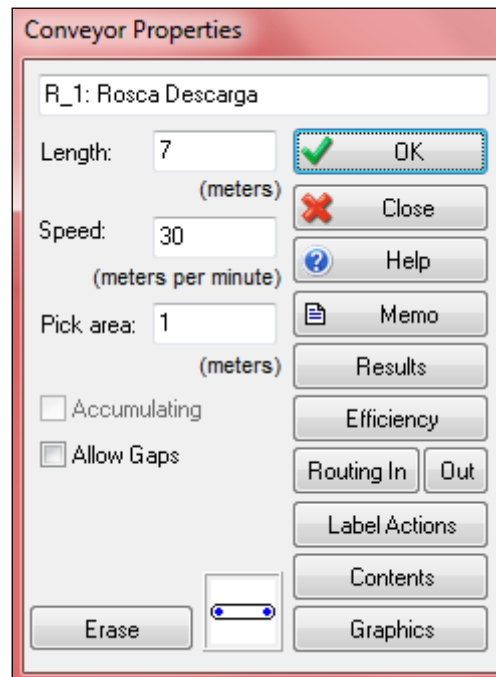 Conveyor Properties
R_1: Rosca Descarga
Length: 7
(meters)
Speed: 30
(meters per minute)
Pick area: 1
(meters)
Accumulating
Allow Gaps
Erase
OK
Close
Help
Memo
Results
Efficiency
Routing In Out
Label Actions
Contents
Graphics